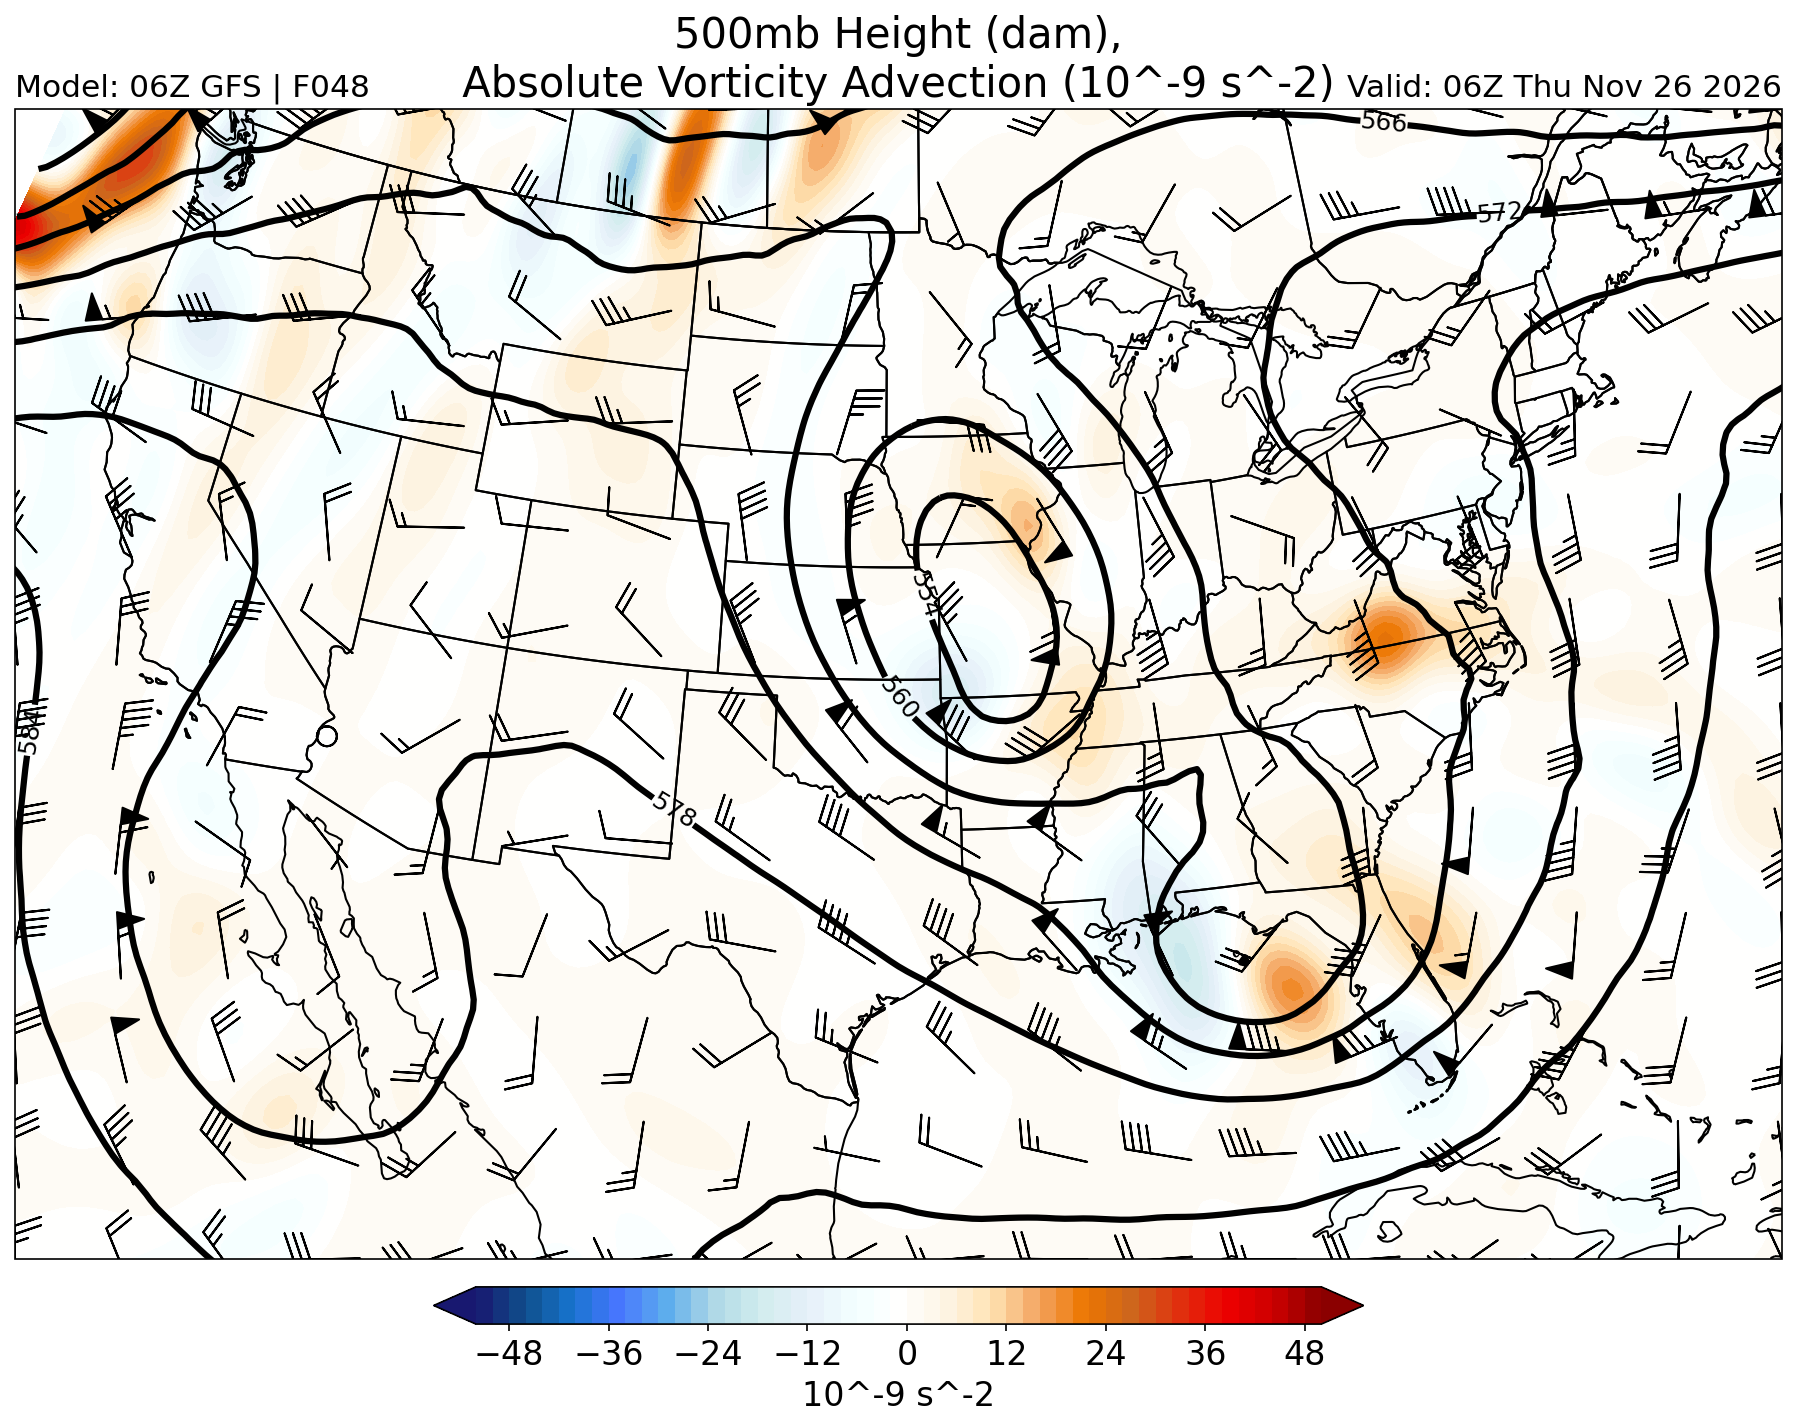 500mb Height (dam),
Model: 06Z GFS | F048
Absolute Vorticity Advection (10^-9 s^-2)
Valid: 06Z Thu Nov 26 2026
566
572
554
560
584
578
−48 −36 −24 −12 0 12 24 36 48
10^-9 s^-2